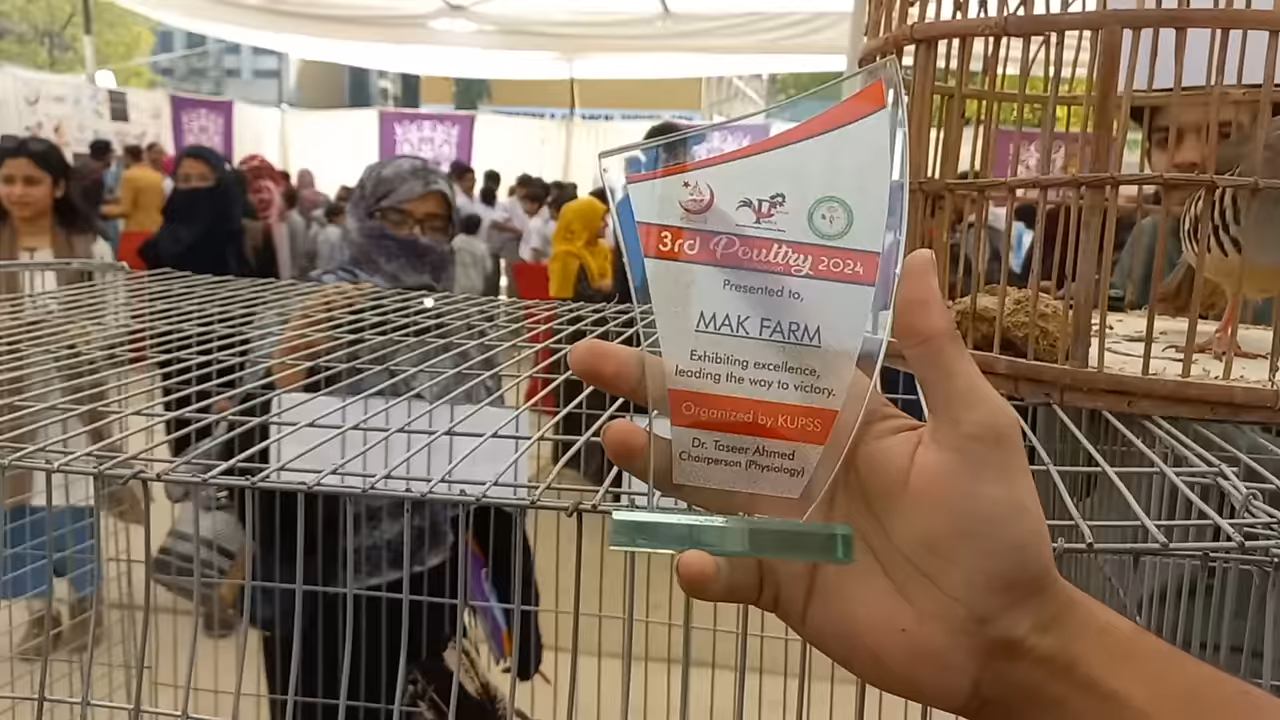 3rd Poultry 2024
Presented to,
MAK FARM
Exhibiting excellence,
leading the way to victory.
Organized by KUPSS
Dr. Taseer Ahmed
Chairperson (Physiology)